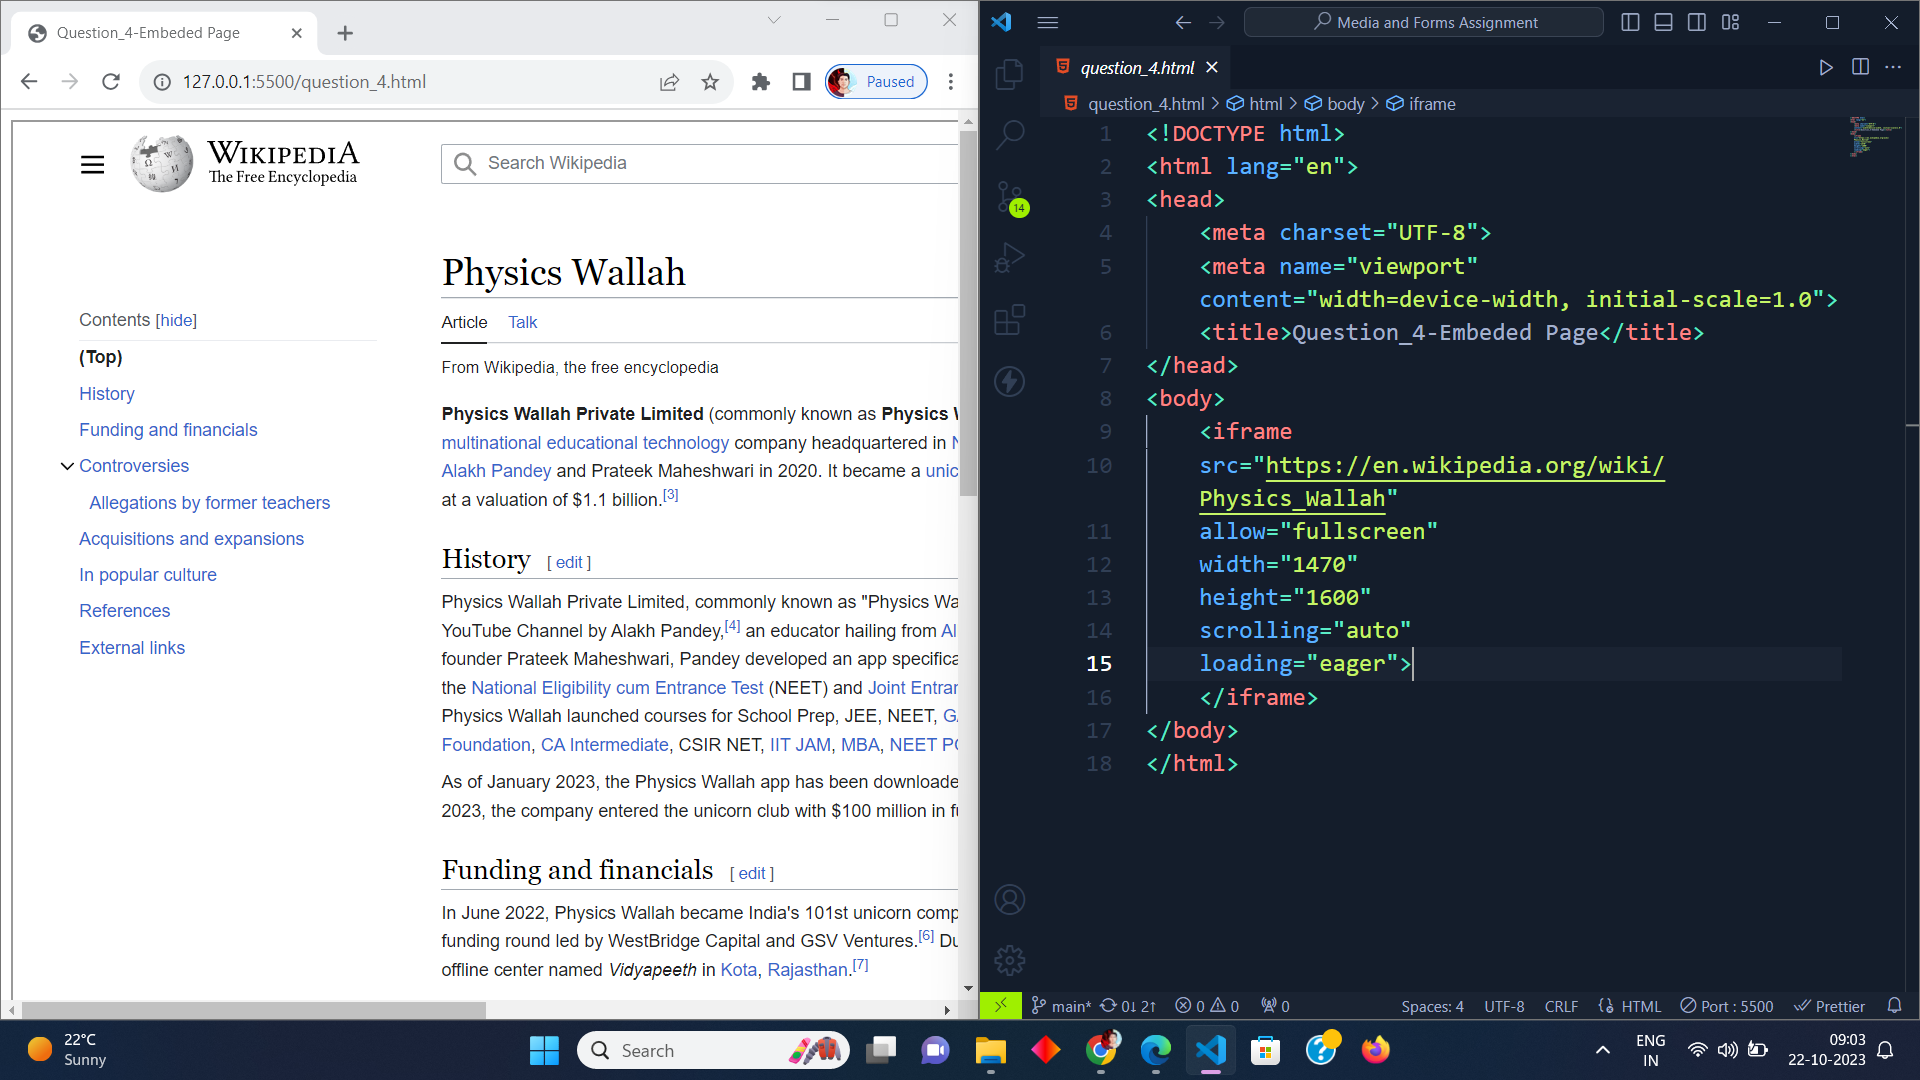 Question_4-Embeded Page
127.0.0.1:5500/question_4.html
Paused
WIKIPEDIA
The Free Encyclopedia
Search Wikipedia
Contents [hide]
(Top)
History
Funding and financials
Controversies
Allegations by former teachers
Acquisitions and expansions
In popular culture
References
External links
Physics Wallah
Article Talk
From Wikipedia, the free encyclopedia
Physics Wallah Private Limited (commonly known as Physics
multinational educational technology company headquartered in
Alakh Pandey and Prateek Maheshwari in 2020. It became a unic
at a valuation of $1.1 billion.[3]
History [ edit ]
Physics Wallah Private Limited, commonly known as "Physics Wa
YouTube Channel by Alakh Pandey,[4] an educator hailing from Al
founder Prateek Maheshwari, Pandey developed an app specifica
the National Eligibility cum Entrance Test (NEET) and Joint Entrar
Physics Wallah launched courses for School Prep, JEE, NEET,
Foundation, CA Intermediate, CSIR NET, IIT JAM, MBA, NEET
As of January 2023, the Physics Wallah app has been downloade
2023, the company entered the unicorn club with $100 million in
Funding and financials [ edit ]
In June 2022, Physics Wallah became India's 101st unicorn comp
funding round led by WestBridge Capital and GSV Ventures.[6] Du
offline center named Vidyapeeth in Kota, Rajasthan.[7]
Media and Forms Assignment
question_4.html
question_4.html > html > body > iframe
14
1 <!DOCTYPE html>
2 <html lang="en">
3 <head>
4 <meta charset="UTF-8">
5 <meta name="viewport"
content="width=device-width, initial-scale=1.0">
6 <title>Question_4-Embeded Page</title>
7 </head>
8 <body>
9 <iframe
10 src="https://en.wikipedia.org/wiki/
Physics_Wallah"
11 allow="fullscreen"
12 width="1470"
13 height="1600"
14 scrolling="auto"
15 loading="eager">
16 </iframe>
17 </body>
18 </html>
main* 0↓ 2↑ 0 0 0 Spaces: 4 UTF-8 CRLF HTML Port : 5500 Prettier
22°C
Sunny
Search
ENG
IN
09:03
22-10-2023